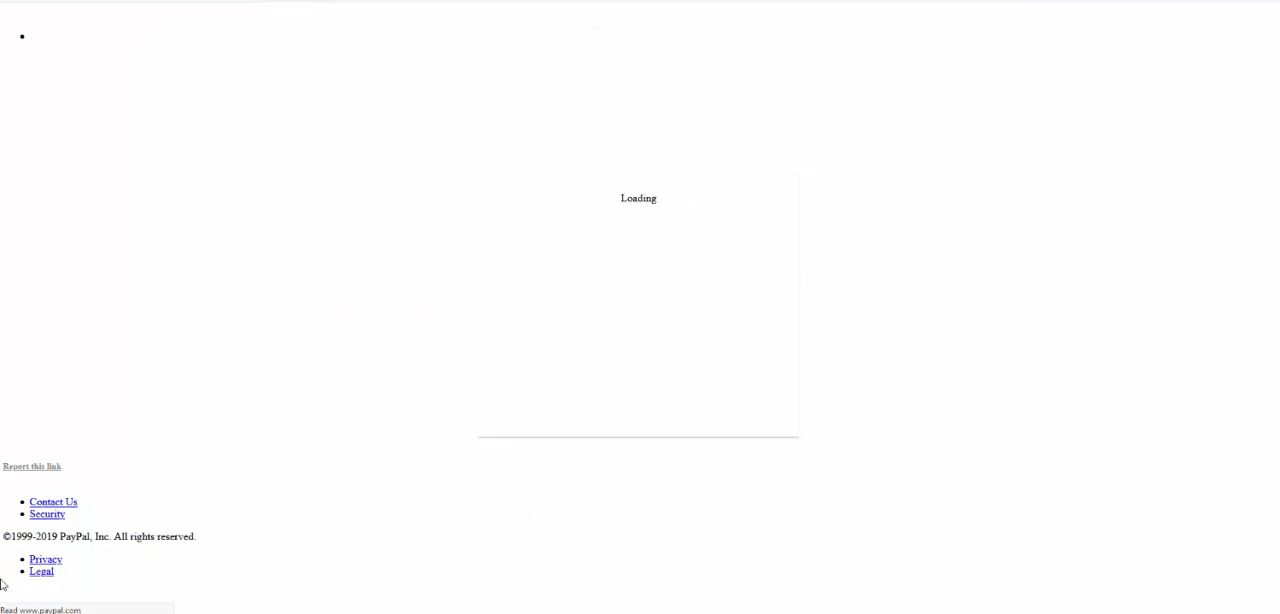 Loading
Report this link
Contact Us
Security
©1999-2019 PayPal, Inc. All rights reserved.
Privacy
Legal
Read www.paypal.com